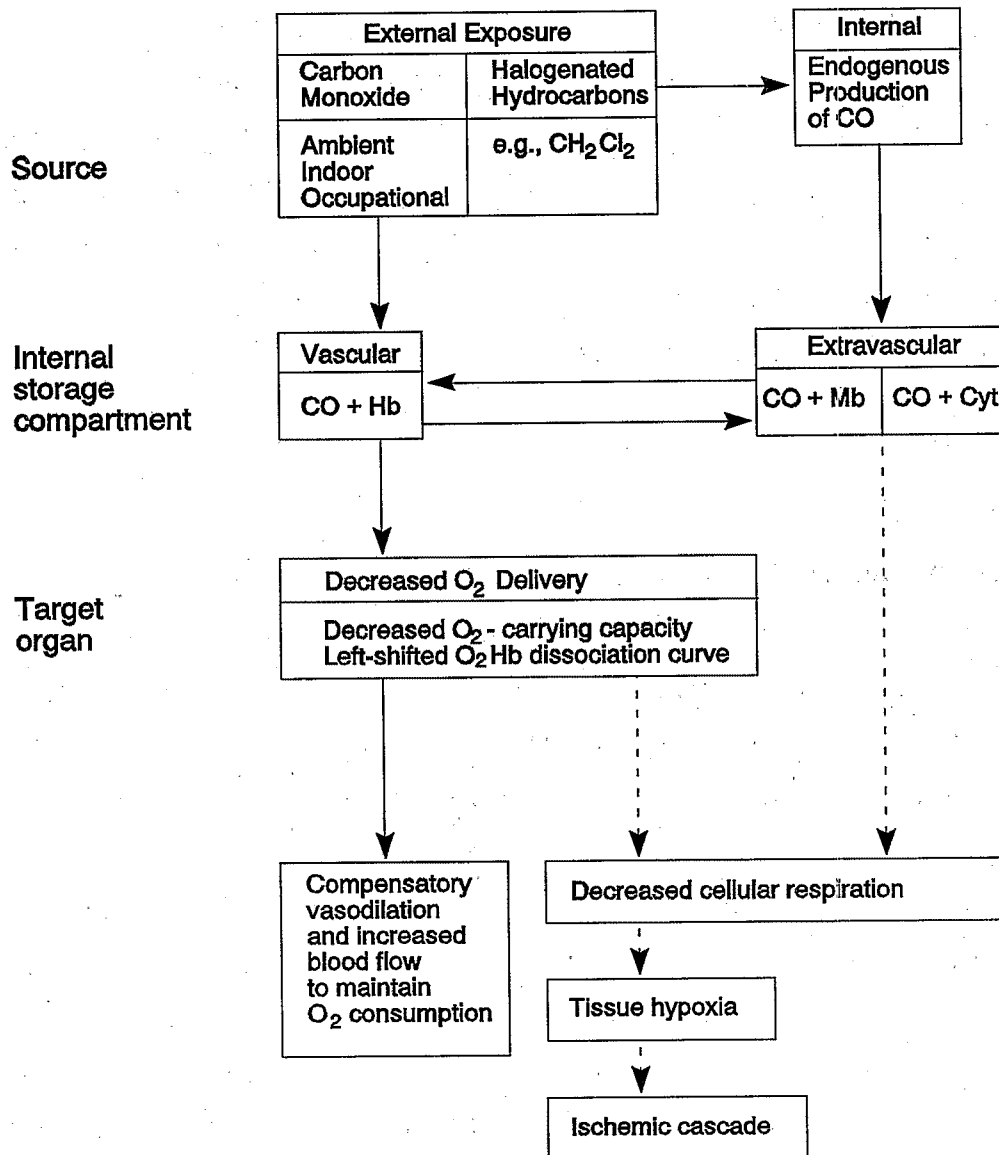 External Exposure
Carbon
Monoxide
Halogenated
Hydrocarbons
Ambient
Indoor
Occupational
e.g., CH₂Cl₂
Internal
Endogenous
Production
of CO
Source
Internal
storage
compartment
Vascular
CO + Hb
Extravascular
CO + Mb
CO + Cyt
Target
organ
Decreased O₂ Delivery
Decreased O₂ - carrying capacity
Left-shifted O₂Hb dissociation curve
Compensatory
vasodilation
and increased
blood flow
to maintain
O₂ consumption
Decreased cellular respiration
Tissue hypoxia
Ischemic cascade